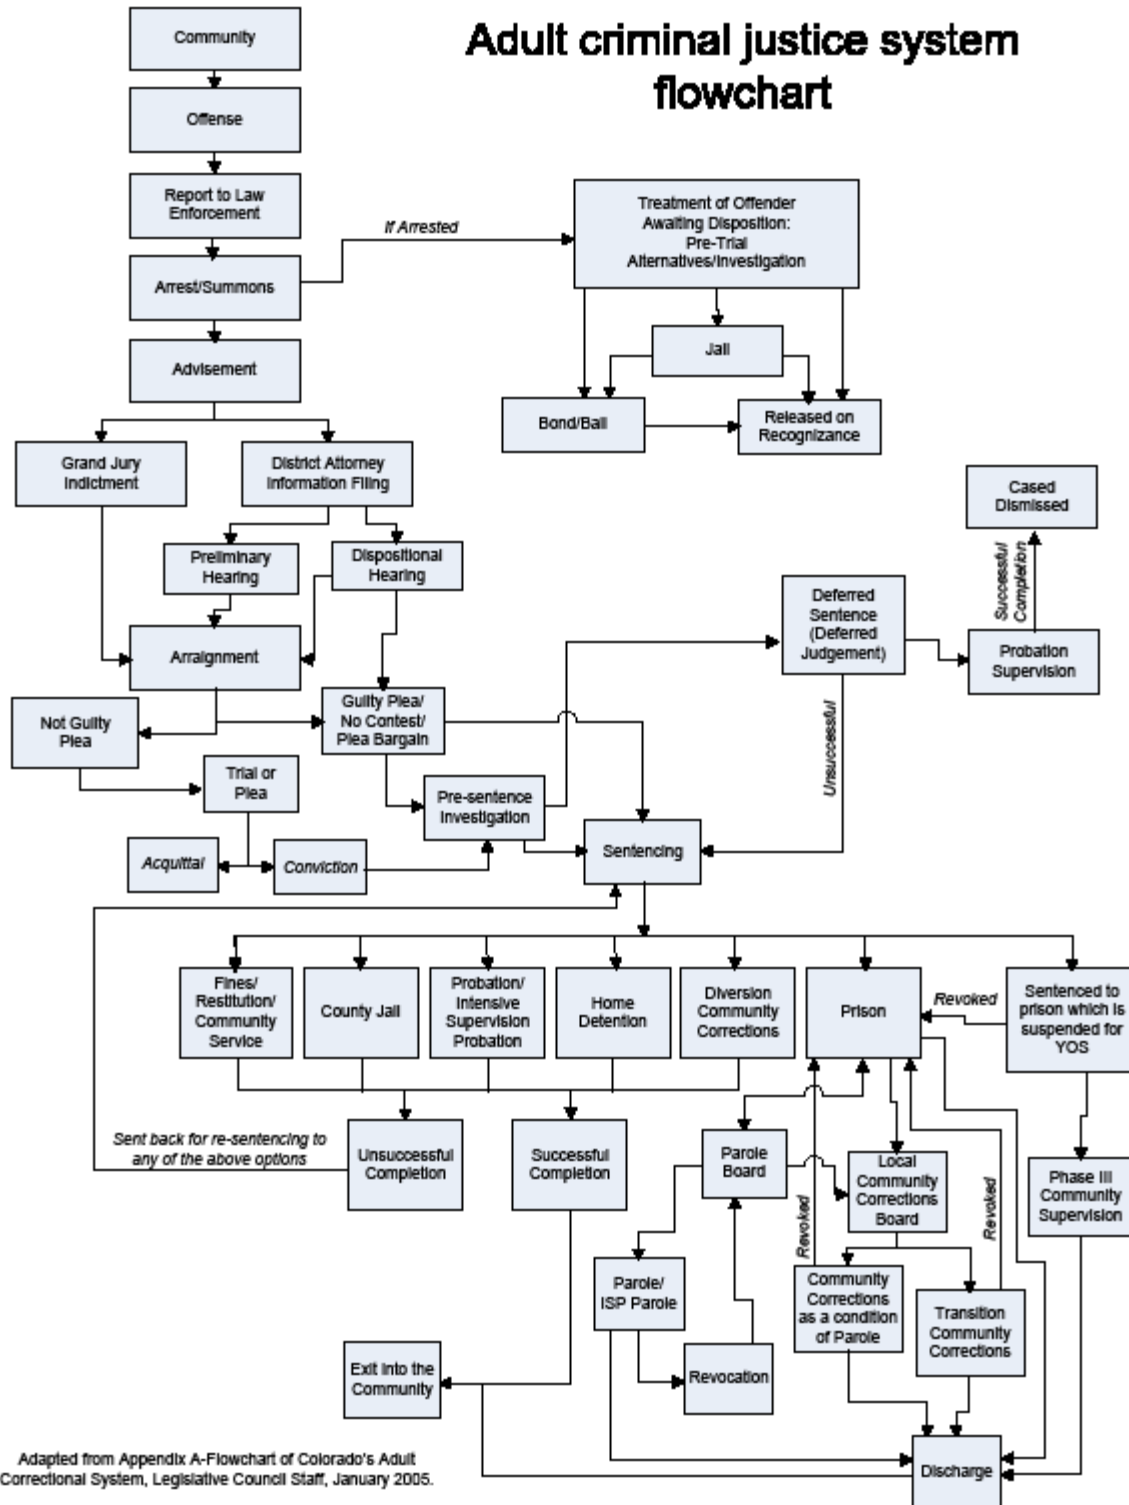 Adult criminal justice system
flowchart
Community
Offense
Report to Law
Enforcement
If Arrested
Treatment of Offender
Awaiting Disposition:
Pre-Trial
Alternatives/Investigation
Arrest/Summons
Jail
Advisement
Bond/Bail
Released on
Recognizance
Grand Jury
Indictment
District Attorney
Information Filing
Cased
Dismissed
Preliminary
Hearing
Dispositional
Hearing
Successful
Completion
Deferred
Sentence
(Deferred
Judgement)
Probation
Supervision
Arraignment
Not Guilty
Plea
Guilty Plea/
No Contest/
Plea Bargain
Unsuccessful
Trial or
Plea
Pre-sentence
Investigation
Sentencing
Acquittal
Conviction
Fines/
Restitution/
Community
Service
County Jail
Probation/
Intensive
Supervision
Probation
Home
Detention
Diversion
Community
Corrections
Prison
Revoked
Sentenced to
prison which is
suspended for
YOS
Sent back for re-sentencing to
any of the above options
Unsuccessful
Completion
Successful
Completion
Parole
Board
Local
Community
Corrections
Board
Phase III
Community
Supervision
Revoked
Revoked
Parole/
ISP Parole
Community
Corrections
as a condition
of Parole
Transition
Community
Corrections
Exit into the
Community
Revocation
Discharge
Adapted from Appendix A-Flowchart of Colorado's Adult
Correctional System, Legislative Council Staff, January 2005.